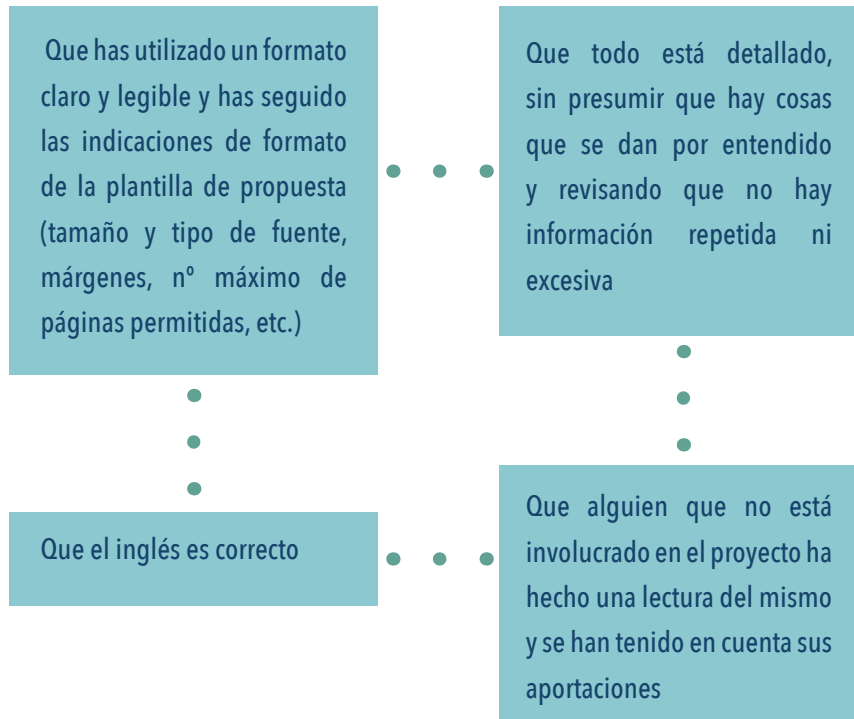 Que has utilizado un formato
claro y legible y has seguido
las indicaciones de formato
de la plantilla de propuesta
(tamaño y tipo de fuente,
márgenes, nº máximo de
páginas permitidas, etc.)
Que todo está detallado,
sin presumir que hay cosas
que se dan por entendido
y revisando que no hay
información repetida ni
excesiva
Que el inglés es correcto
Que alguien que no está
involucrado en el proyecto ha
hecho una lectura del mismo
y se han tenido en cuenta sus
aportaciones